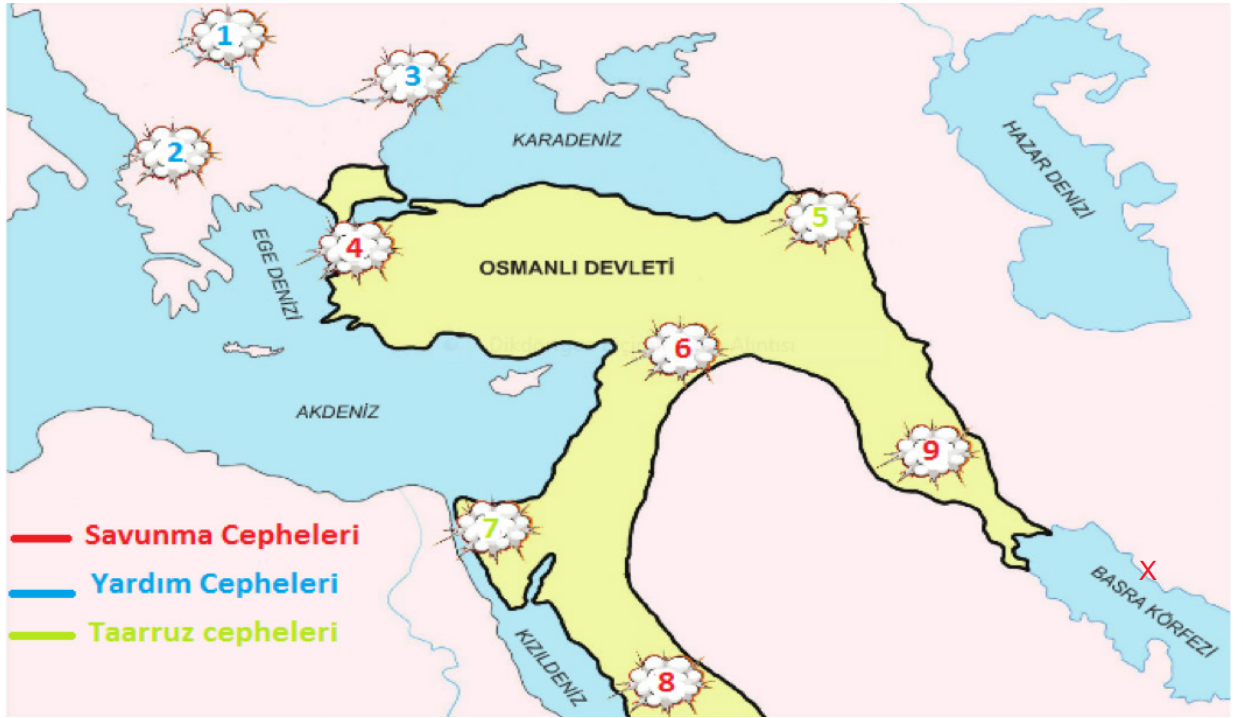 1
3
KARADENİZ
HAZAR DENİZİ
2
5
EGE DENİZİ
4
OSMANLI DEVLETİ
6
AKDENİZ
9
7
Savunma Cepheleri
X
BASRA KÖRFEZİ
Yardım Cepheleri
Taarruz cepheleri
KIZILDENİZ
8